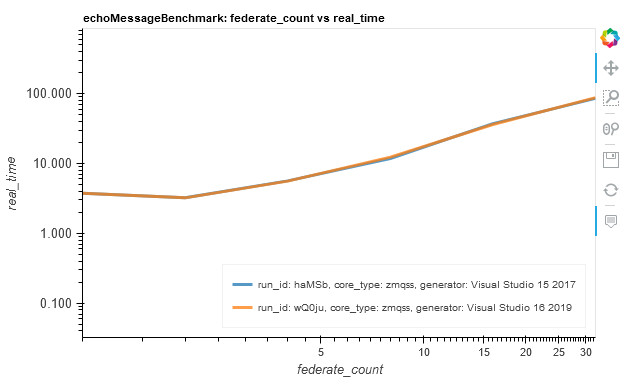 echoMessageBenchmark: federate_count vs real_time
100.000
10.000
1.000
0.100
real_time
run_id: haMSb, core_type: zmqss, generator: Visual Studio 15 2017
run_id: wQ0ju, core_type: zmqss, generator: Visual Studio 16 2019
5
10
15
20
25
30
federate_count